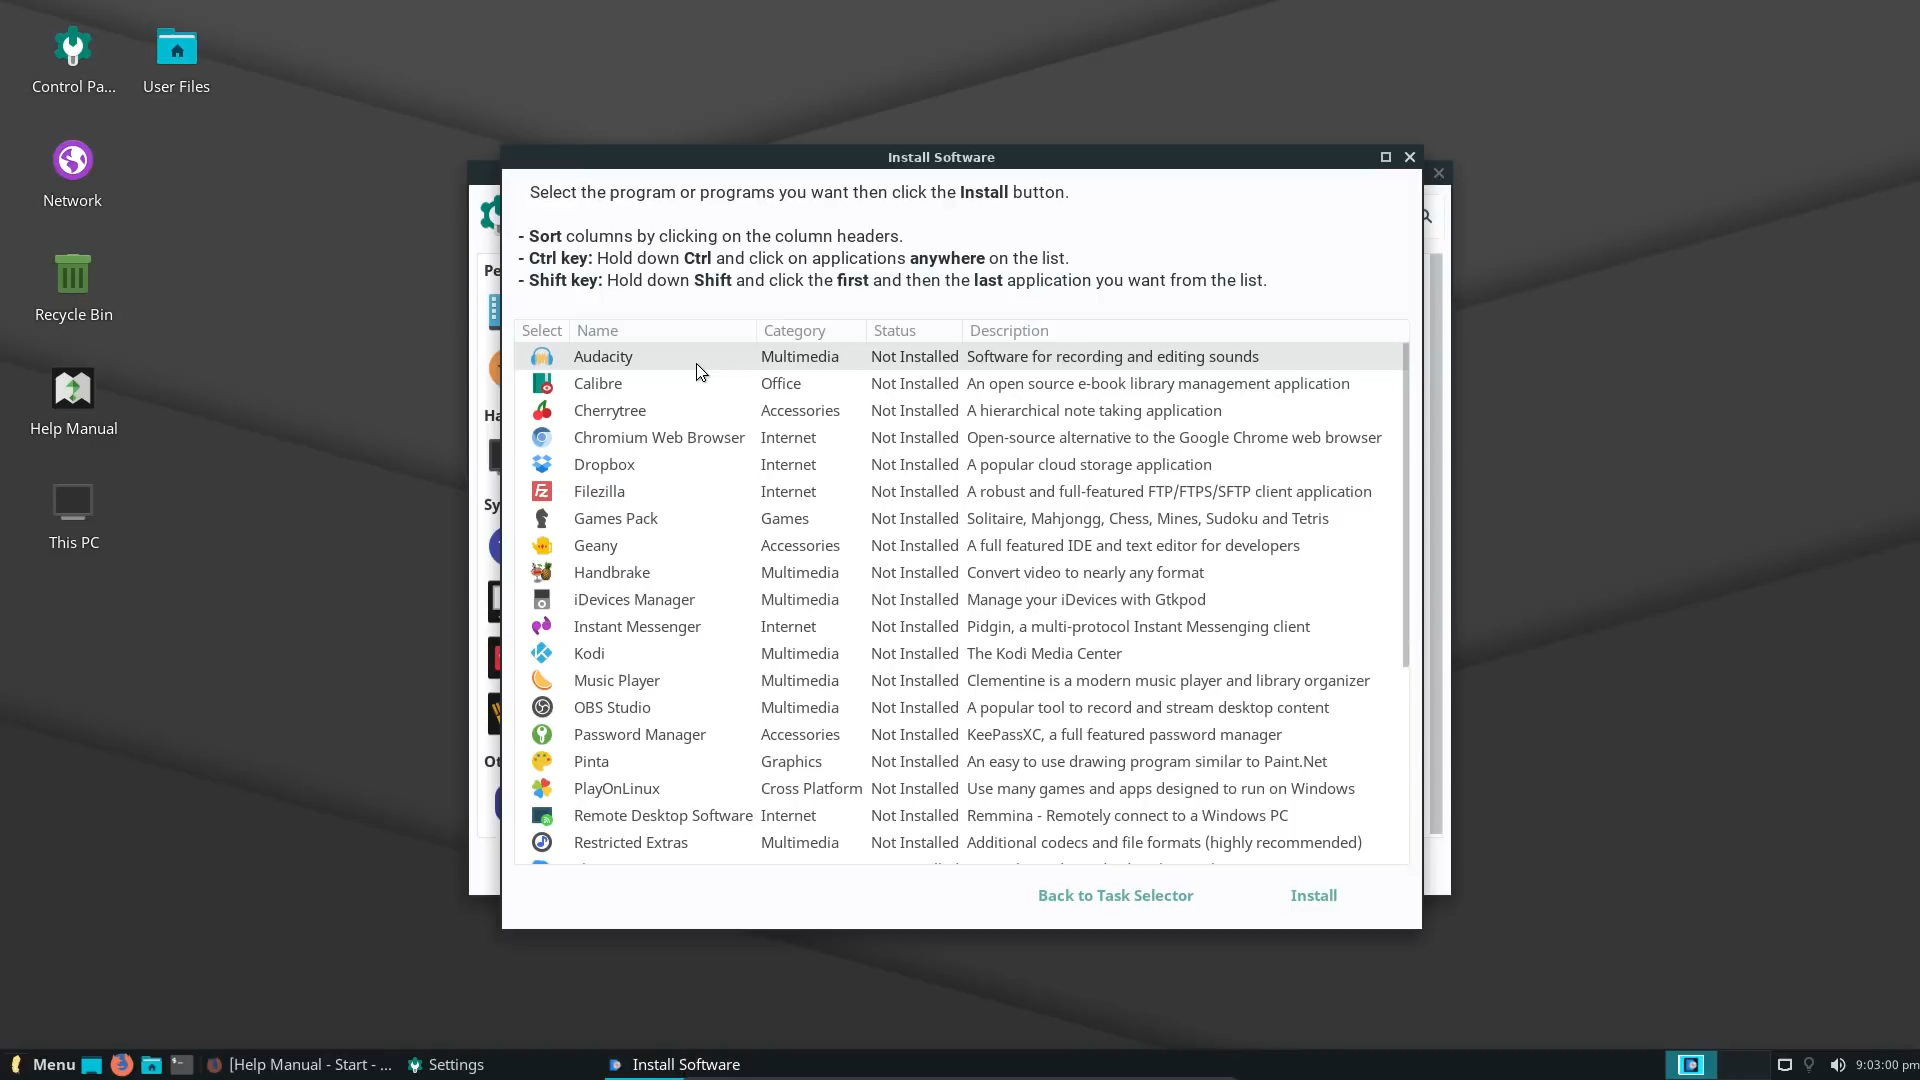 Control Pa...
User Files
Network
Recycle Bin
Help Manual
This PC
Install Software
Select the program or programs you want then click the Install button.
- Sort columns by clicking on the column headers.
- Ctrl key: Hold down Ctrl and click on applications anywhere on the list.
- Shift key: Hold down Shift and click the first and then the last application you want from the list.
Select Name Category Status Description
Audacity Multimedia Not Installed Software for recording and editing sounds
Calibre Office Not Installed An open source e-book library management application
Cherrytree Accessories Not Installed A hierarchical note taking application
Chromium Web Browser Internet Not Installed Open-source alternative to the Google Chrome web browser
Dropbox Internet Not Installed A popular cloud storage application
Filezilla Internet Not Installed A robust and full-featured FTP/FTPS/SFTP client application
Games Pack Games Not Installed Solitaire, Mahjongg, Chess, Mines, Sudoku and Tetris
Geany Accessories Not Installed A full featured IDE and text editor for developers
Handbrake Multimedia Not Installed Convert video to nearly any format
iDevices Manager Multimedia Not Installed Manage your iDevices with Gtkpod
Instant Messenger Internet Not Installed Pidgin, a multi-protocol Instant Messenging client
Kodi Multimedia Not Installed The Kodi Media Center
Music Player Multimedia Not Installed Clementine is a modern music player and library organizer
OBS Studio Multimedia Not Installed A popular tool to record and stream desktop content
Password Manager Accessories Not Installed KeePassXC, a full featured password manager
Pinta Graphics Not Installed An easy to use drawing program similar to Paint.Net
PlayOnLinux Cross Platform Not Installed Use many games and apps designed to run on Windows
Remote Desktop Software Internet Not Installed Remmina - Remotely connect to a Windows PC
Restricted Extras Multimedia Not Installed Additional codecs and file formats (highly recommended)
Back to Task Selector Install
Pe
Ha
Sy
Ot
Menu [Help Manual - Start - ... Settings Install Software 9:03:00 pm